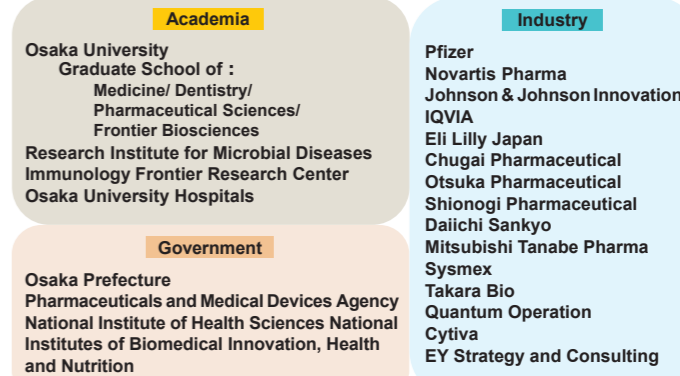 Academia
Osaka University
Graduate School of :
Medicine/ Dentistry/
Pharmaceutical Sciences/
Frontier Biosciences
Research Institute for Microbial Diseases
Immunology Frontier Research Center
Osaka University Hospitals
Government
Osaka Prefecture
Pharmaceuticals and Medical Devices Agency
National Institute of Health Sciences National
Institutes of Biomedical Innovation, Health
and Nutrition
Industry
Pfizer
Novartis Pharma
Johnson & Johnson Innovation
IQVIA
Eli Lilly Japan
Chugai Pharmaceutical
Otsuka Pharmaceutical
Shionogi Pharmaceutical
Daiichi Sankyo
Mitsubishi Tanabe Pharma
Sysmex
Takara Bio
Quantum Operation
Cytiva
EY Strategy and Consulting